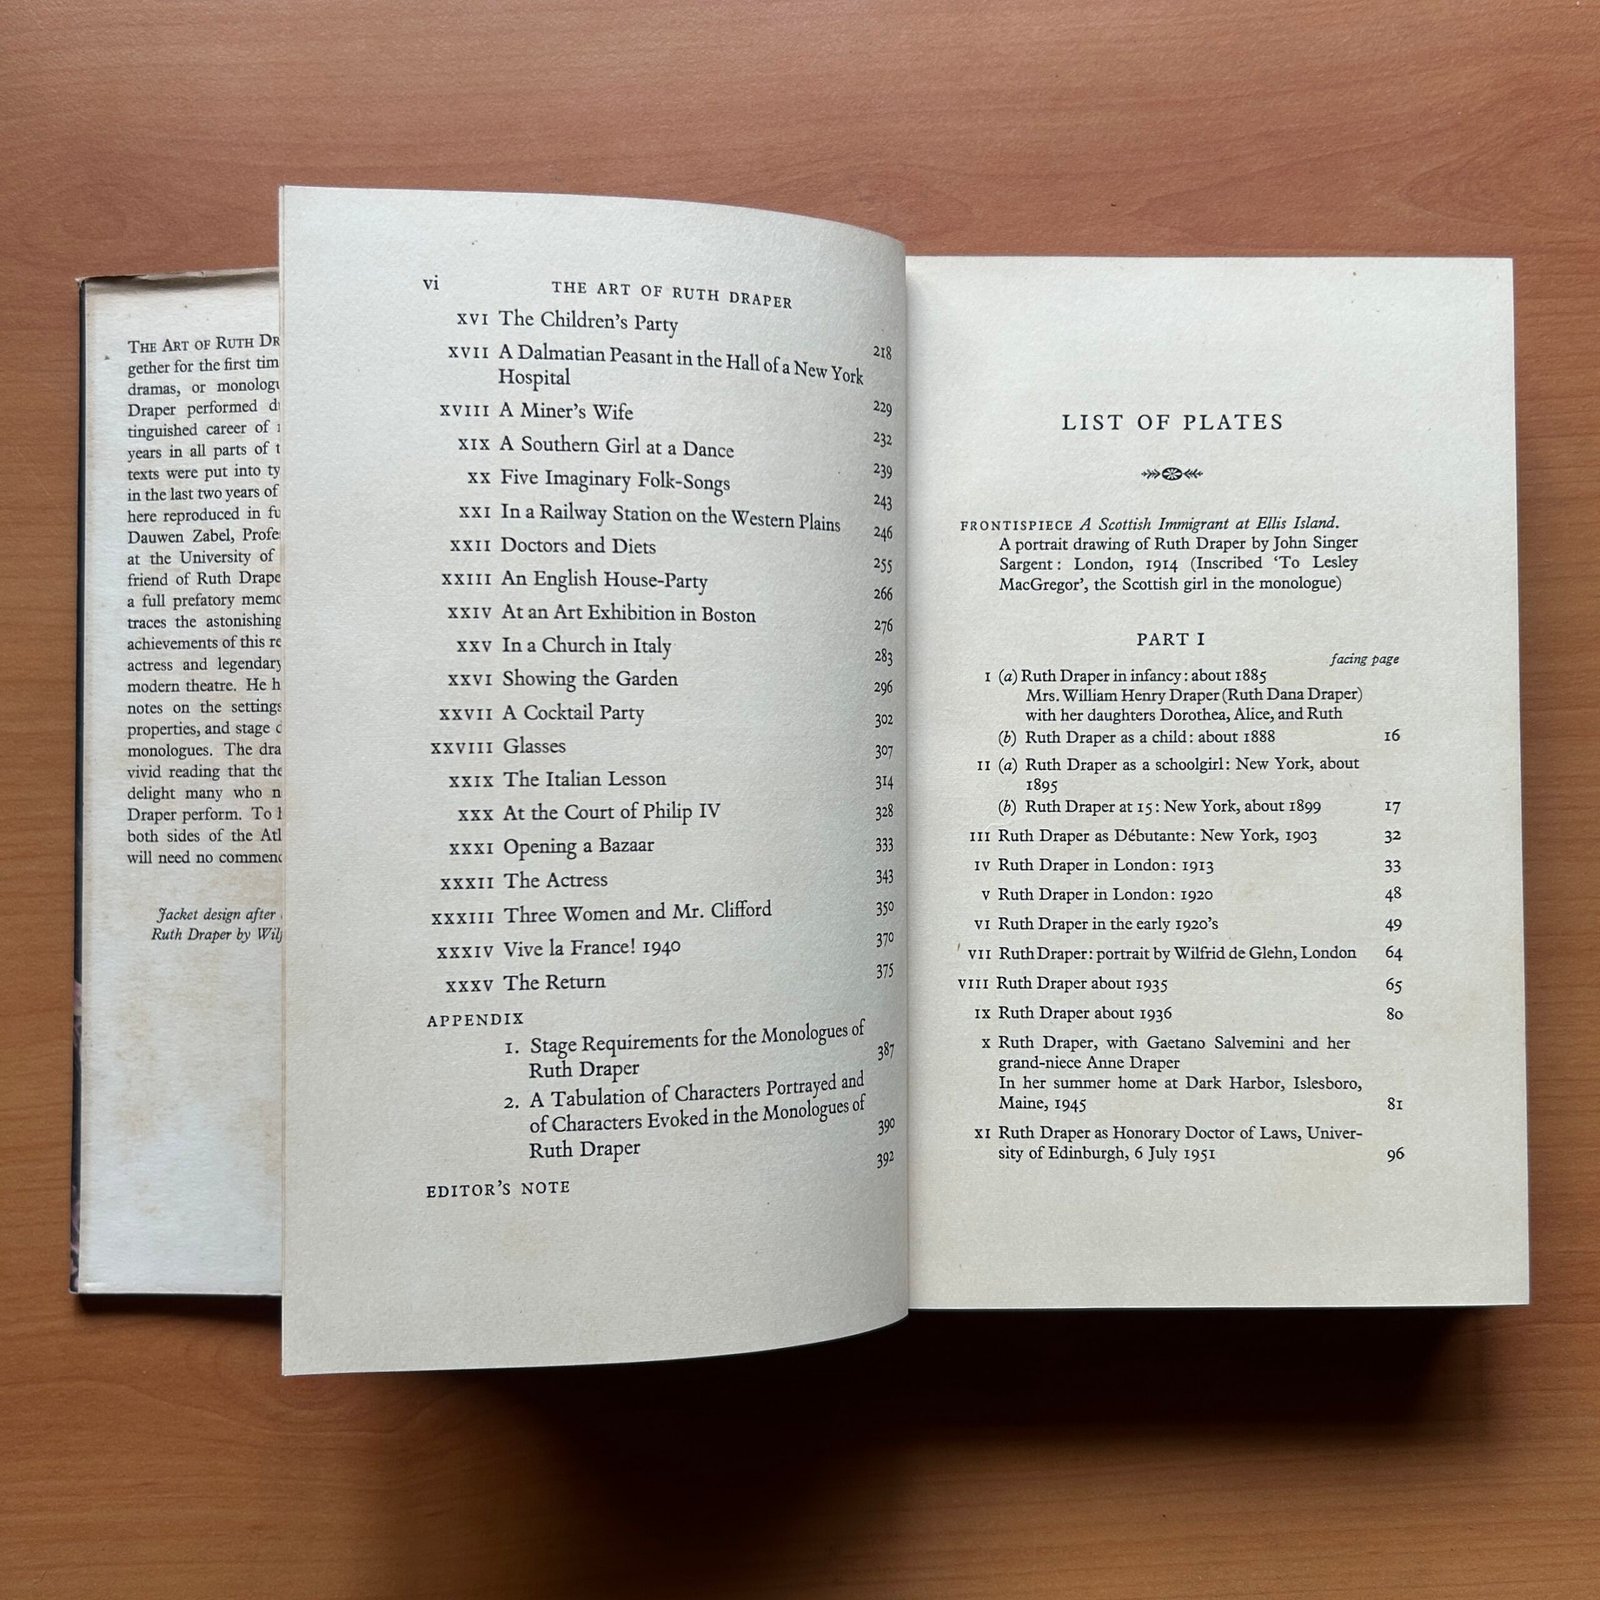 THE ART OF RUTH DR
gether for the first tim
dramas, or monologu
Draper performed d
tinguished career of
years in all parts of t
texts were put into ty
in the last two years of
here reproduced in fu
Dauwen Zabel, Profe
at the University of
friend of Ruth Drape
a full prefatory memo
traces the astonishing
achievements of this re
actress and legendary
modern theatre. He h
notes on the settings
properties, and stage d
monologues. The dra
vivid reading that the
delight many who n
Draper perform. To
both sides of the Atl
will need no commend
Jacket design after
Ruth Draper by Wilf
vi THE ART OF RUTH DRAPER
XVI The Children's Party 218
XVII A Dalmatian Peasant in the Hall of a New York
Hospital 229
XVIII A Miner's Wife 232
XIX A Southern Girl at a Dance 239
XX Five Imaginary Folk-Songs 243
XXI In a Railway Station on the Western Plains 246
XXII Doctors and Diets 255
XXIII An English House-Party 266
XXIV At an Art Exhibition in Boston 276
XXV In a Church in Italy 283
XXVI Showing the Garden 296
XXVII A Cocktail Party 302
XXVIII Glasses 307
XXIX The Italian Lesson 314
XXX At the Court of Philip IV 328
XXXI Opening a Bazaar 333
XXXII The Actress 343
XXXIII Three Women and Mr. Clifford 350
XXXIV Vive la France! 1940 370
XXXV The Return 375
APPENDIX
1. Stage Requirements for the Monologues of
Ruth Draper 387
2. A Tabulation of Characters Portrayed and
of Characters Evoked in the Monologues of
Ruth Draper 390
EDITOR'S NOTE 392
LIST OF PLATES
FRONTISPIECE A Scottish Immigrant at Ellis Island.
A portrait drawing of Ruth Draper by John Singer
Sargent: London, 1914 (Inscribed 'To Lesley
MacGregor', the Scottish girl in the monologue)
PART I
facing page
I (a) Ruth Draper in infancy: about 1885
Mrs. William Henry Draper (Ruth Dana Draper)
with her daughters Dorothea, Alice, and Ruth
(b) Ruth Draper as a child: about 1888 16
II (a) Ruth Draper as a schoolgirl: New York, about
1895
(b) Ruth Draper at 15: New York, about 1899 17
III Ruth Draper as Débutante: New York, 1903 32
IV Ruth Draper in London: 1913 33
V Ruth Draper in London: 1920 48
VI Ruth Draper in the early 1920's 49
VII Ruth Draper: portrait by Wilfrid de Glehn, London 64
VIII Ruth Draper about 1935 65
IX Ruth Draper about 1936 80
X Ruth Draper, with Gaetano Salvemini and her
grand-niece Anne Draper
In her summer home at Dark Harbor, Islesboro,
Maine, 1945 81
XI Ruth Draper as Honorary Doctor of Laws, Univer-
sity of Edinburgh, 6 July 1951 96